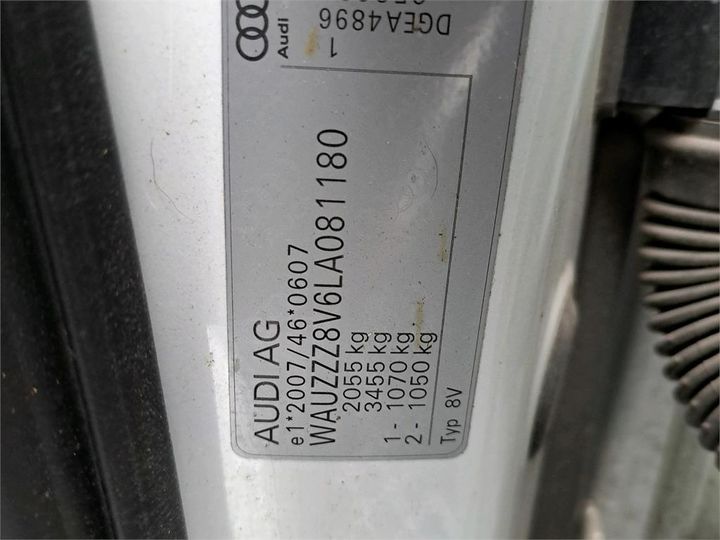 AUDI AG
e1*2007/46*0607
WAUZZZ8V6LA081180
2055 kg
3455 kg
1- 1070 kg
2- 1050 kg
Typ 8V
Audi
1
DGEA4896